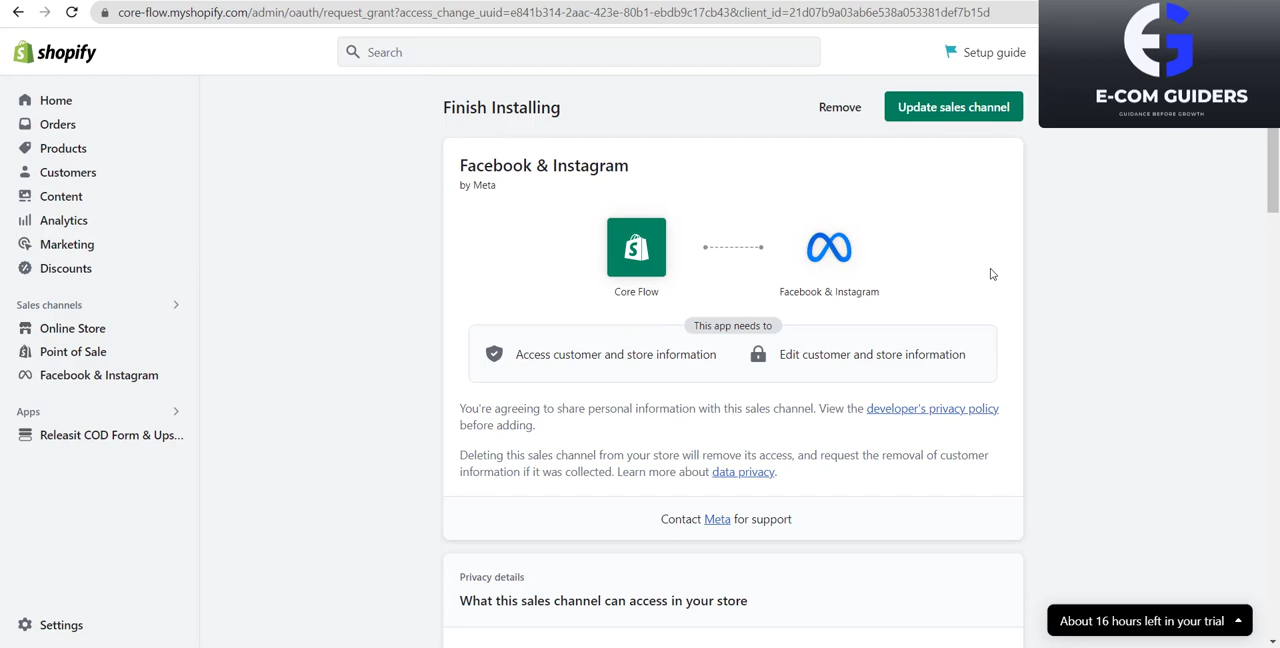 core-flow.myshopify.com/admin/oauth/request_grant?access_change_uuid=e841b314-2aac-423e-80b1-ebdb9c17cb43&client_id=21d07b9a03ab6e538a053381def7b15d
shopify
Search
Setup guide
E-COM GUIDERS
GUIDANCE BEFORE GROWTH
Home
Orders
Products
Customers
Content
Analytics
Marketing
Discounts
Sales channels
Online Store
Point of Sale
Facebook & Instagram
Apps
Releasit COD Form & Ups...
Settings
Finish Installing
Remove
Update sales channel
Facebook & Instagram
by Meta
Core Flow
Facebook & Instagram
This app needs to
Access customer and store information
Edit customer and store information
You're agreeing to share personal information with this sales channel. View the developer's privacy policy
before adding.
Deleting this sales channel from your store will remove its access, and request the removal of customer
information if it was collected. Learn more about data privacy.
Contact Meta for support
Privacy details
What this sales channel can access in your store
About 16 hours left in your trial